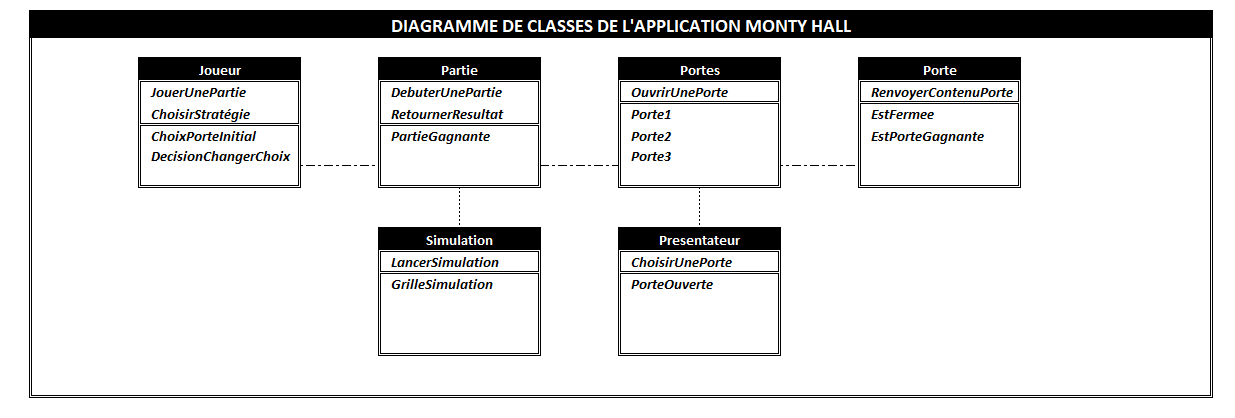 DIAGRAMME DE CLASSES DE L'APPLICATION MONTY HALL
Joueur
JouerUnePartie
ChoisirStratégie
ChoixPorteInitial
DecisionChangerChoix
Partie
DebuterUnePartie
RetournerResultat
PartieGagnante
Portes
OuvrirUnePorte
Porte1
Porte2
Porte3
Porte
RenvoyerContenuPorte
EstFermee
EstPorteGagnante
Simulation
LancerSimulation
GrilleSimulation
Presentateur
ChoisirUnePorte
PorteOuverte